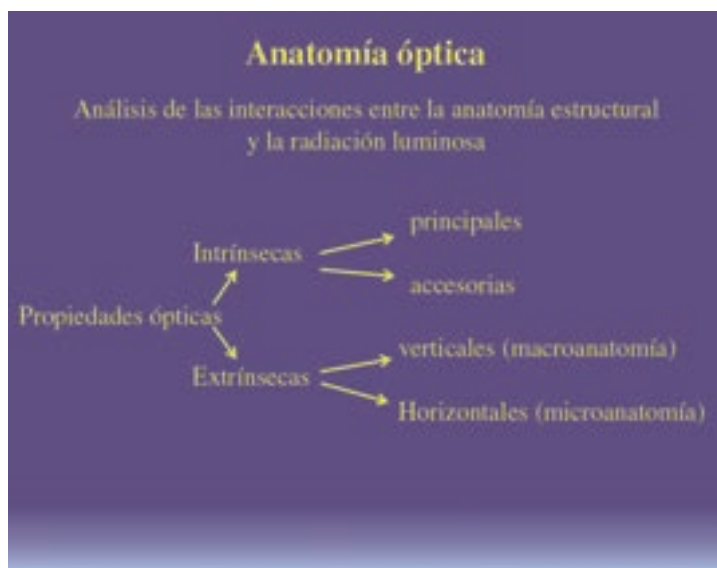 Anatomía óptica
Análisis de las interacciones entre la anatomía estructural
y la radiación luminosa
principales
Intrínsecas
accesorias
Propiedades ópticas
verticales (macroanatomía)
Extrínsecas
Horizontales (microanatomía)